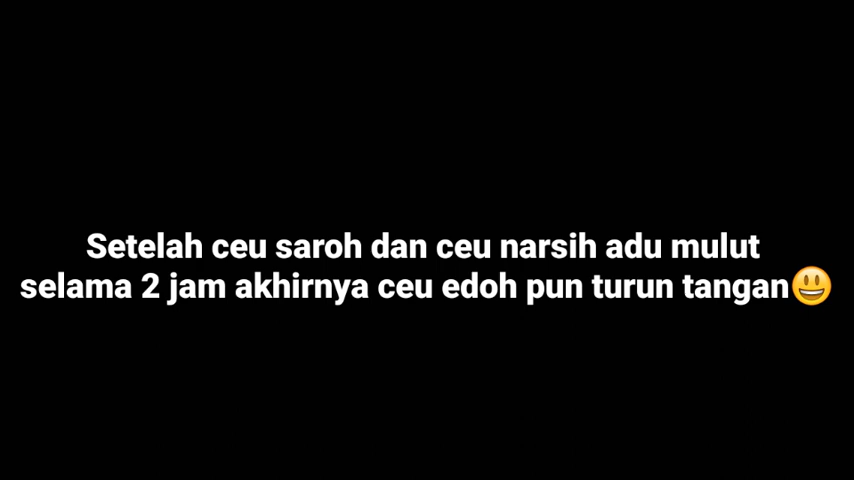 Setelah ceu saroh dan ceu narsih adu mulut
selama 2 jam akhirnya ceu edoh pun turun tangan😃